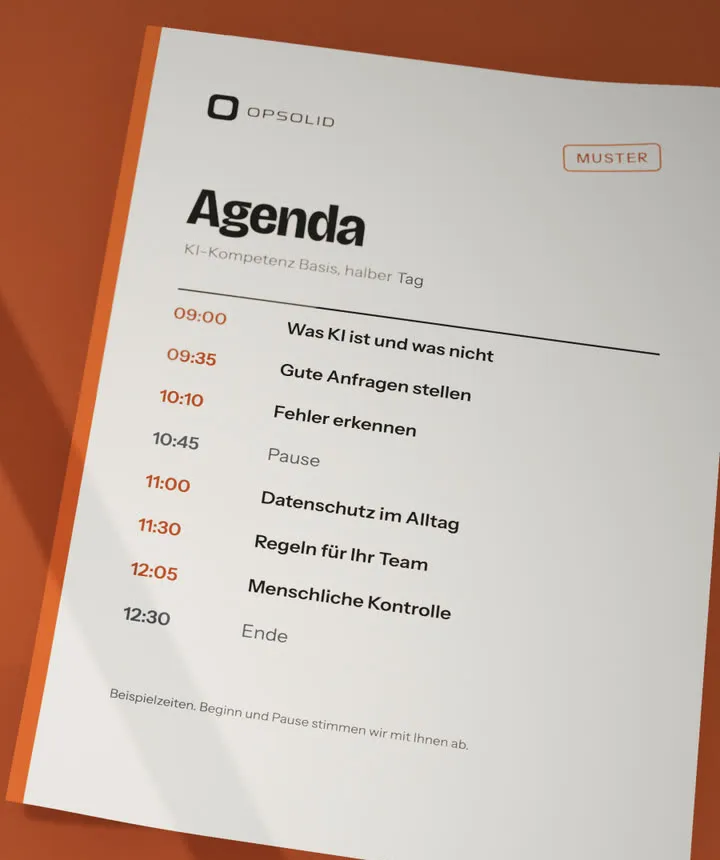 OPSOLID
MUSTER
Agenda
KI-Kompetenz Basis, halber Tag
09:00 Was KI ist und was nicht
09:35 Gute Anfragen stellen
10:10 Fehler erkennen
10:45 Pause
11:00 Datenschutz im Alltag
11:30 Regeln für Ihr Team
12:05 Menschliche Kontrolle
12:30 Ende
Beispielzeiten. Beginn und Pause stimmen wir mit Ihnen ab.